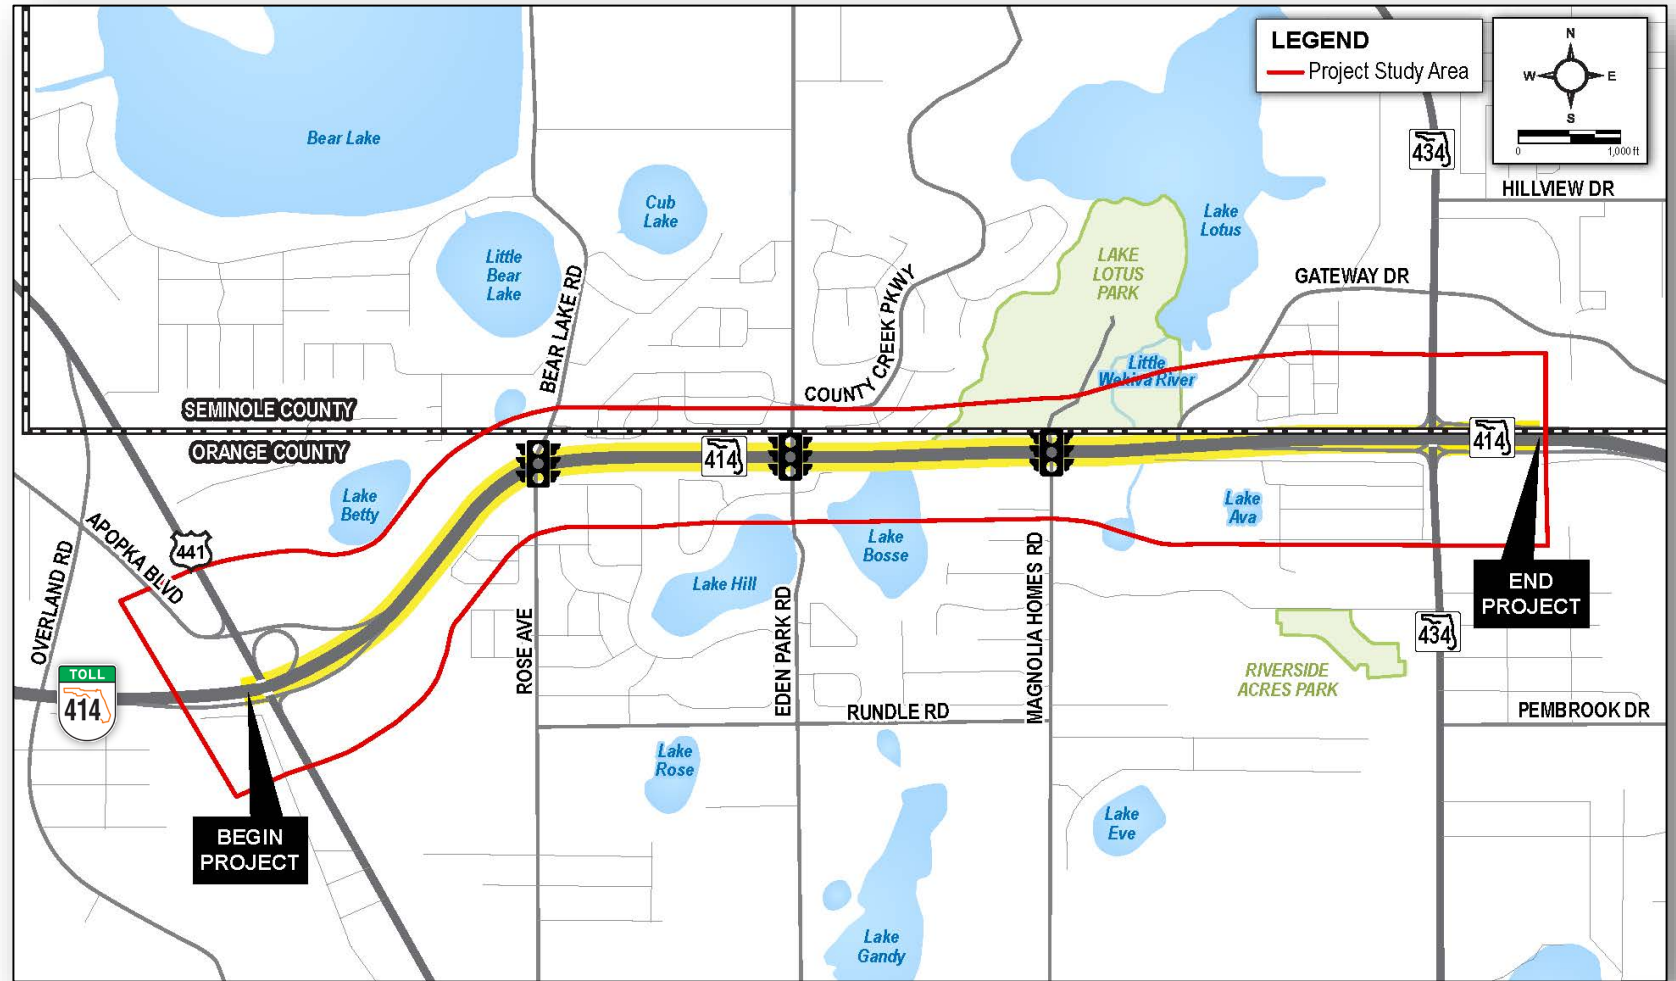 LEGEND
Project Study Area
N
W
E
S
0
1,000 ft
Bear Lake
Cub
Lake
Little
Bear
Lake
BEAR LAKE RD
COUNTY CREEK PKWY
LAKE
LOTUS
PARK
Lake
Lotus
Little
Wekiva River
GATEWAY DR
434
HILLVIEW DR
SEMINOLE COUNTY
ORANGE COUNTY
414
414
Lake
Betty
441
APOPKA BLVD
OVERLAND RD
TOLL
414
ROSE AVE
Lake Hill
EDEN PARK RD
Lake
Bosse
MAGNOLIA HOMES RD
Lake
Ava
END
PROJECT
434
RIVERSIDE
ACRES PARK
RUNDLE RD
PEMBROOK DR
Lake
Rose
Lake
Eve
BEGIN
PROJECT
Lake
Gandy